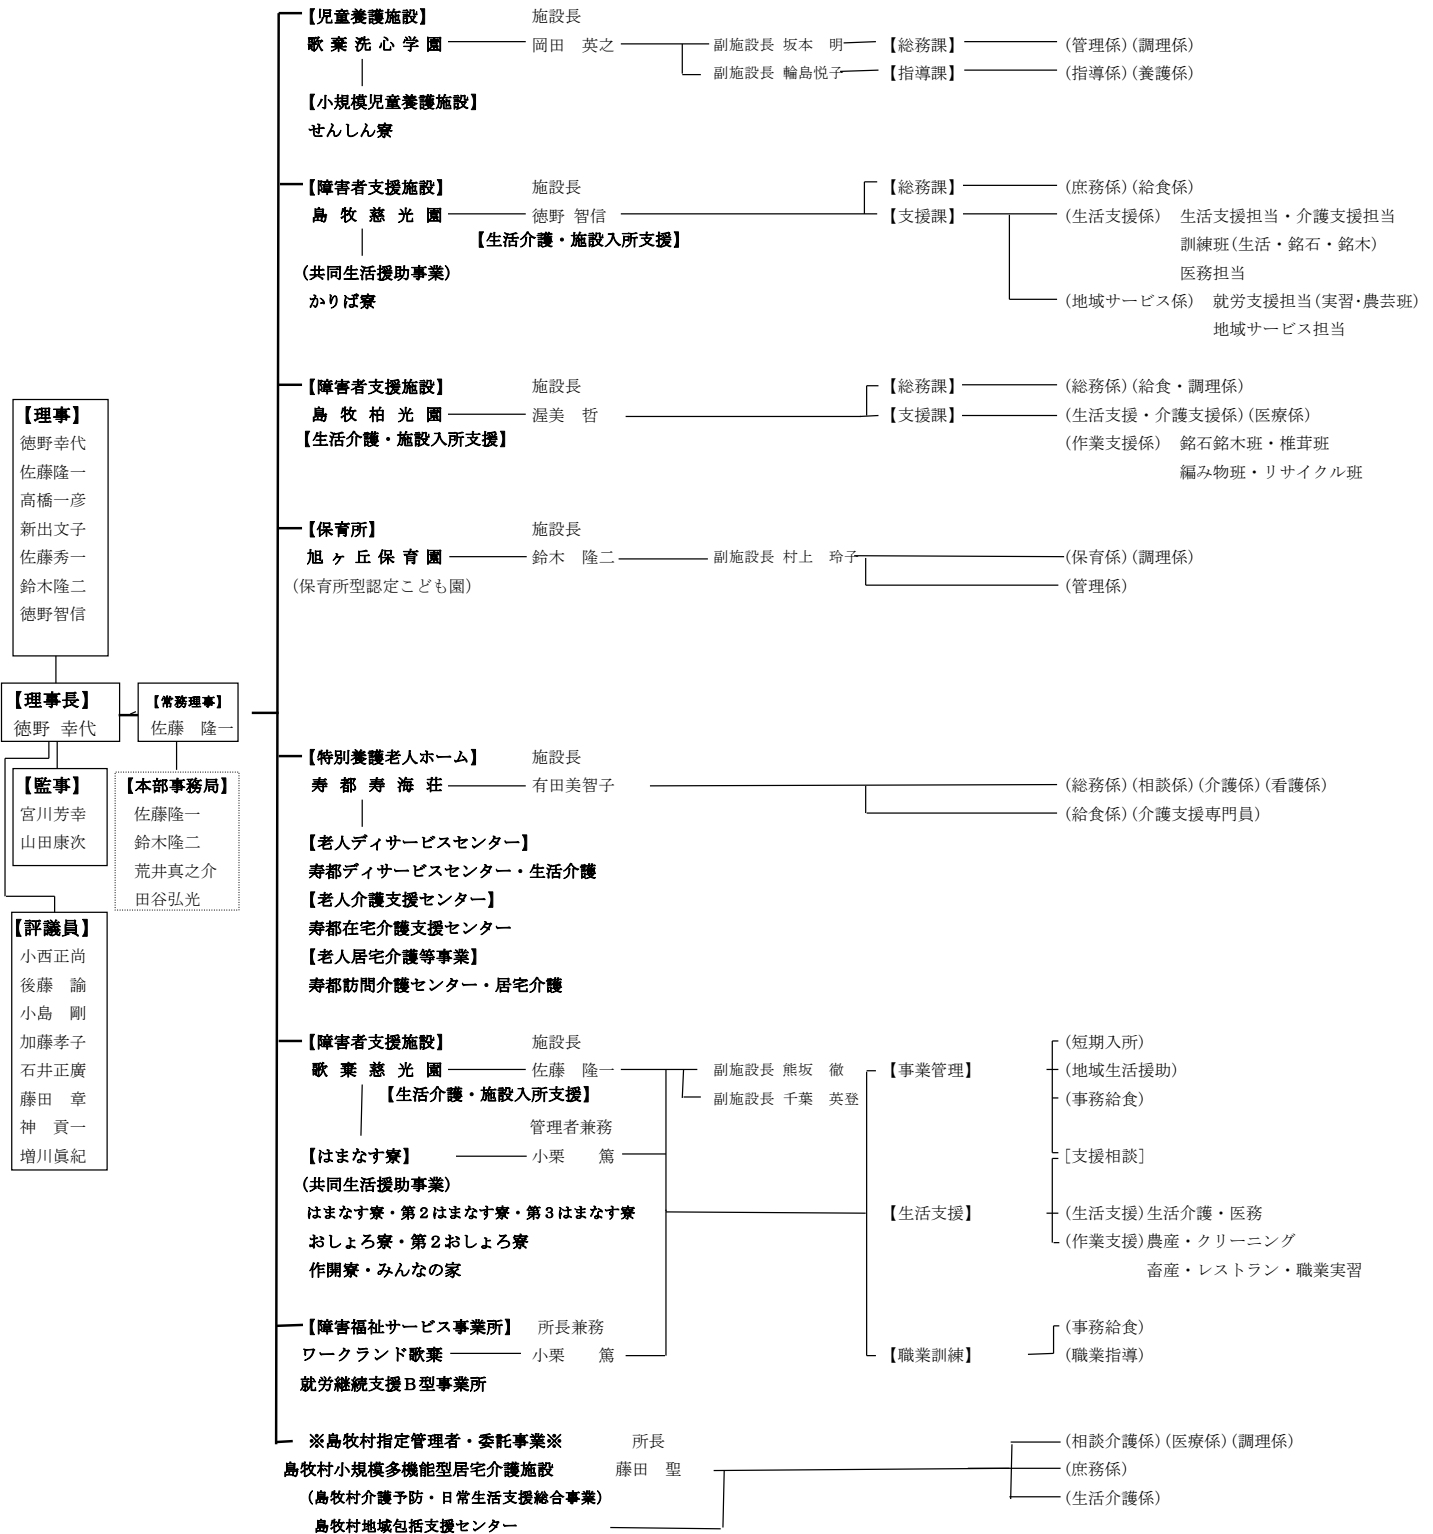 【児童養護施設】 施設長
歌棄洗心学園 岡田 英之 副施設長 坂本 明 【総務課】 (管理係)(調理係)
副施設長 輪島悦子 【指導課】 (指導係)(養護係)
【小規模児童養護施設】
せんしん寮
【障害者支援施設】 施設長 【総務課】 (庶務係)(給食係)
島牧慈光園 徳野 智信 【支援課】 (生活支援係) 生活支援担当・介護支援担当
【生活介護・施設入所支援】 訓練班(生活・銘石・銘木)
(共同生活援助事業) 医務担当
かりば寮 (地域サービス係) 就労支援担当(実習・農芸班)
地域サービス担当
【障害者支援施設】 施設長 【総務課】 (総務係)(給食・調理係)
島牧柏光園 渥美 哲 【支援課】 (生活支援・介護支援係)(医療係)
【生活介護・施設入所支援】 (作業支援係) 銘石銘木班・椎茸班
編み物班・リサイクル班
【保育所】 施設長
旭ヶ丘保育園 鈴木 隆二 副施設長 村上 玲子 (保育係)(調理係)
(保育所型認定こども園) (管理係)
【理事】
徳野幸代
佐藤隆一
高橋一彦
新出文子
佐藤秀一
鈴木隆二
徳野智信
【理事長】
徳野 幸代
【常務理事】
佐藤 隆一
【監事】
宮川芳幸
山田康次
【本部事務局】
佐藤隆一
鈴木隆二
荒井真之介
田谷弘光
【評議員】
小西正尚
後藤 諭
小島 剛
加藤孝子
石井正廣
藤田 章
神 貢一
増川眞紀
【特別養護老人ホーム】 施設長
寿都寿海荘 有田美智子 (総務係)(相談係)(介護係)(看護係)
(給食係)(介護支援専門員)
【老人ディサービスセンター】
寿都ディサービスセンター・生活介護
【老人介護支援センター】
寿都在宅介護支援センター
【老人居宅介護等事業】
寿都訪問介護センター・居宅介護
【障害者支援施設】 施設長 (短期入所)
歌棄慈光園 佐藤 隆一 副施設長 熊坂 徹 【事業管理】 (地域生活援助)
【生活介護・施設入所支援】 副施設長 千葉 英登 (事務給食)
管理者兼務
【はまなす寮】 小栗 篤 [支援相談]
(共同生活援助事業)
はまなす寮・第2はまなす寮・第3はまなす寮 【生活支援】 (生活支援)生活介護・医務
おしょろ寮・第2おしょろ寮 (作業支援)農産・クリーニング
作開寮・みんなの家 畜産・レストラン・職業実習
【障害福祉サービス事業所】 所長兼務 (事務給食)
ワークランド歌棄 小栗 篤 【職業訓練】 (職業指導)
就労継続支援B型事業所
※島牧村指定管理者・委託事業※ 所長 (相談介護係)(医療係)(調理係)
島牧村小規模多機能型居宅介護施設 藤田 聖 (庶務係)
(島牧村介護予防・日常生活支援総合事業) (生活介護係)
島牧村地域包括支援センター